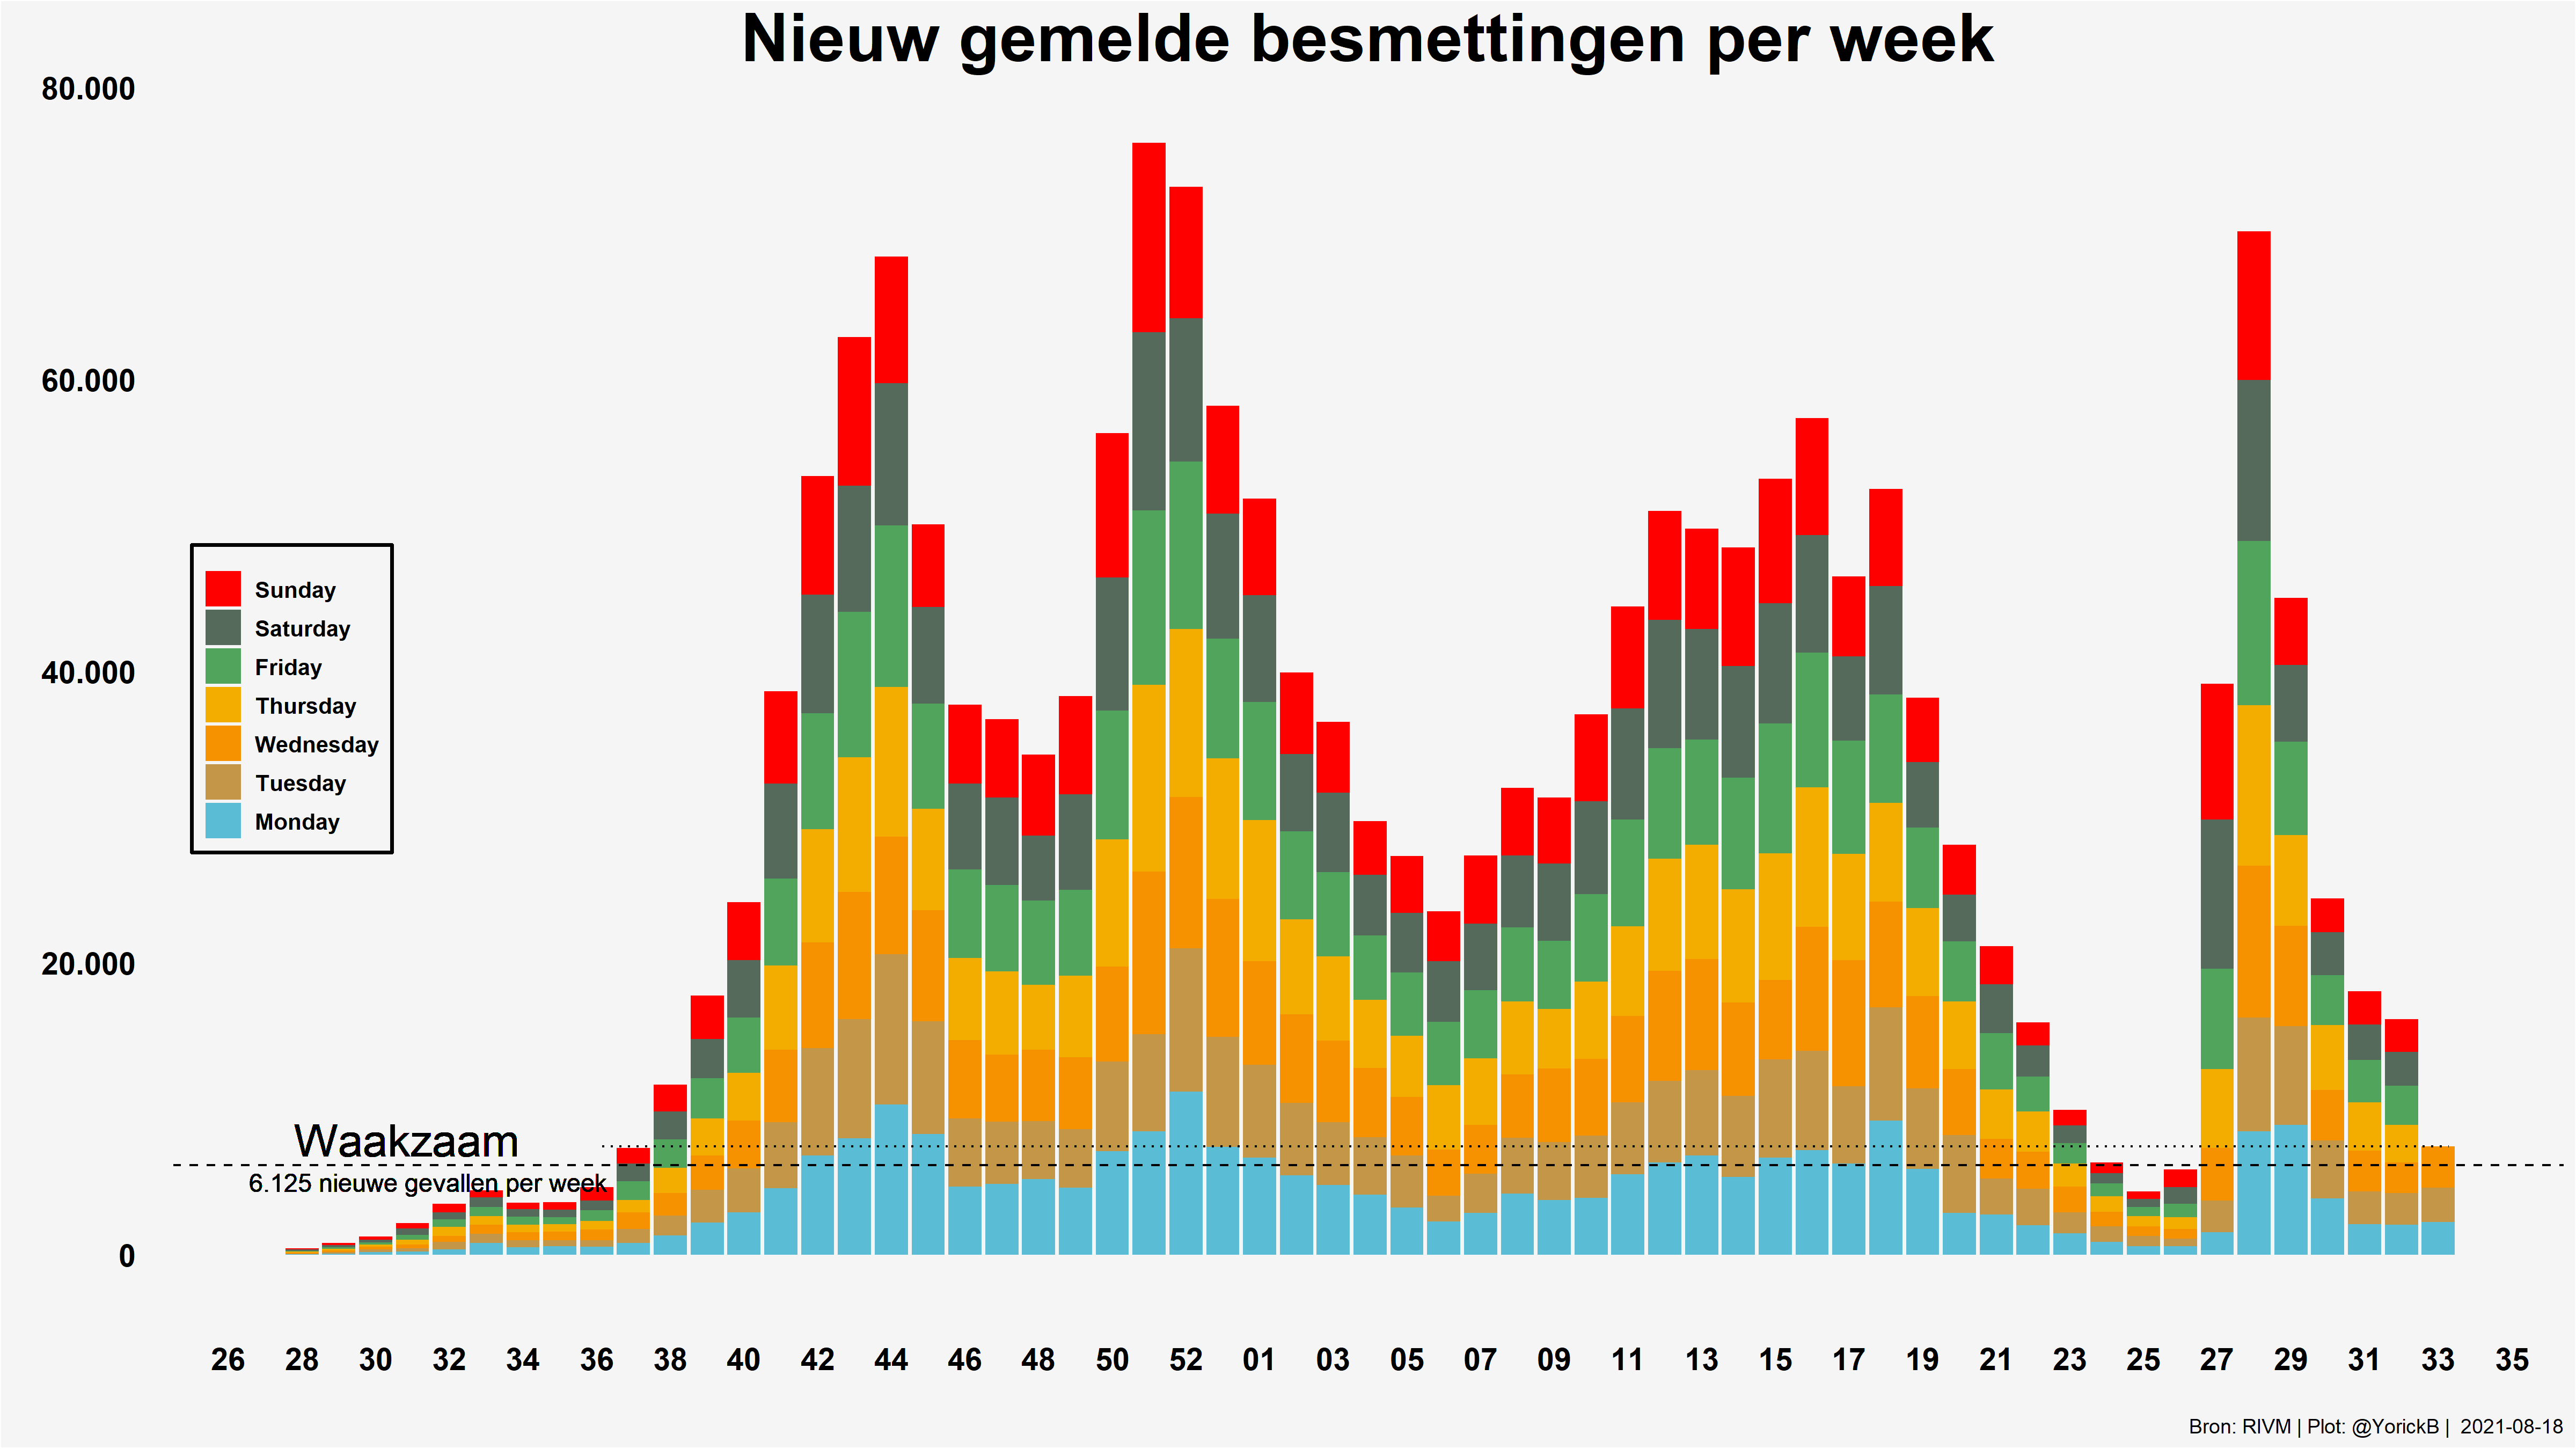 Nieuw gemelde besmettingen per week
80.000
60.000
40.000
20.000
0
Sunday
Saturday
Friday
Thursday
Wednesday
Tuesday
Monday
Waakzaam
6.125 nieuwe gevallen per week
26 28 30 32 34 36 38 40 42 44 46 48 50 52 01 03 05 07 09 11 13 15 17 19 21 23 25 27 29 31 33 35
Bron: RIVM | Plot: @YorickB | 2021-08-18